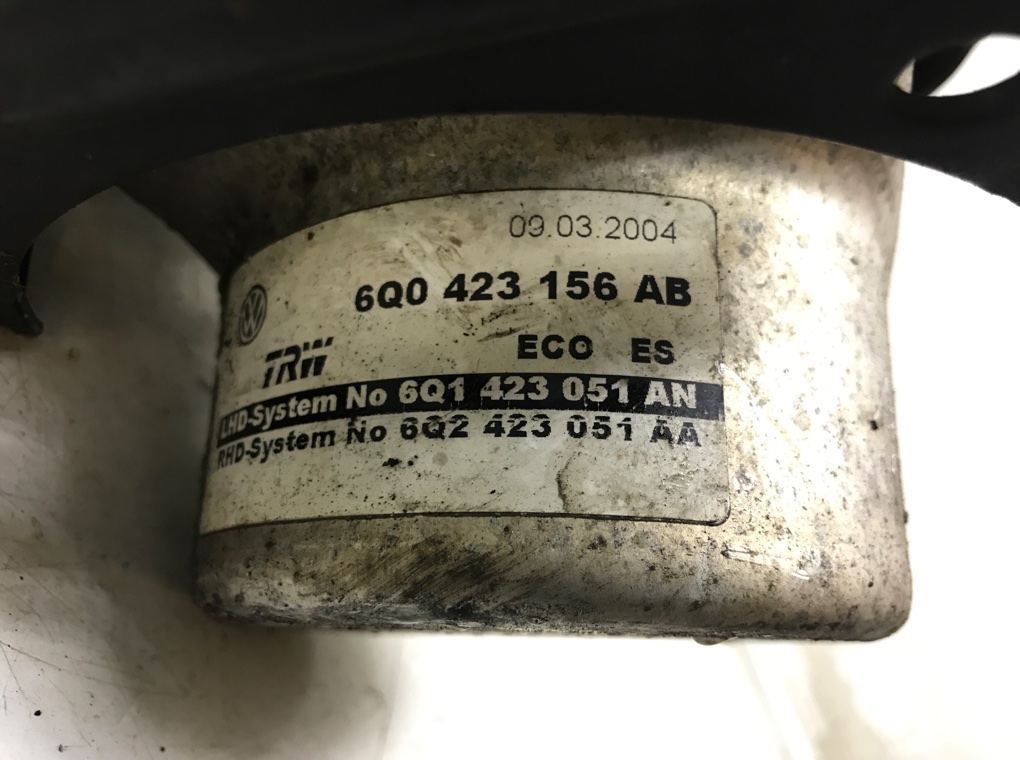 09.03.2004
6Q0 423 156 AB
TRW
ECO ES
LHD-System No 6Q1 423 051 AN
RHD-System No 6Q2 423 051 AA